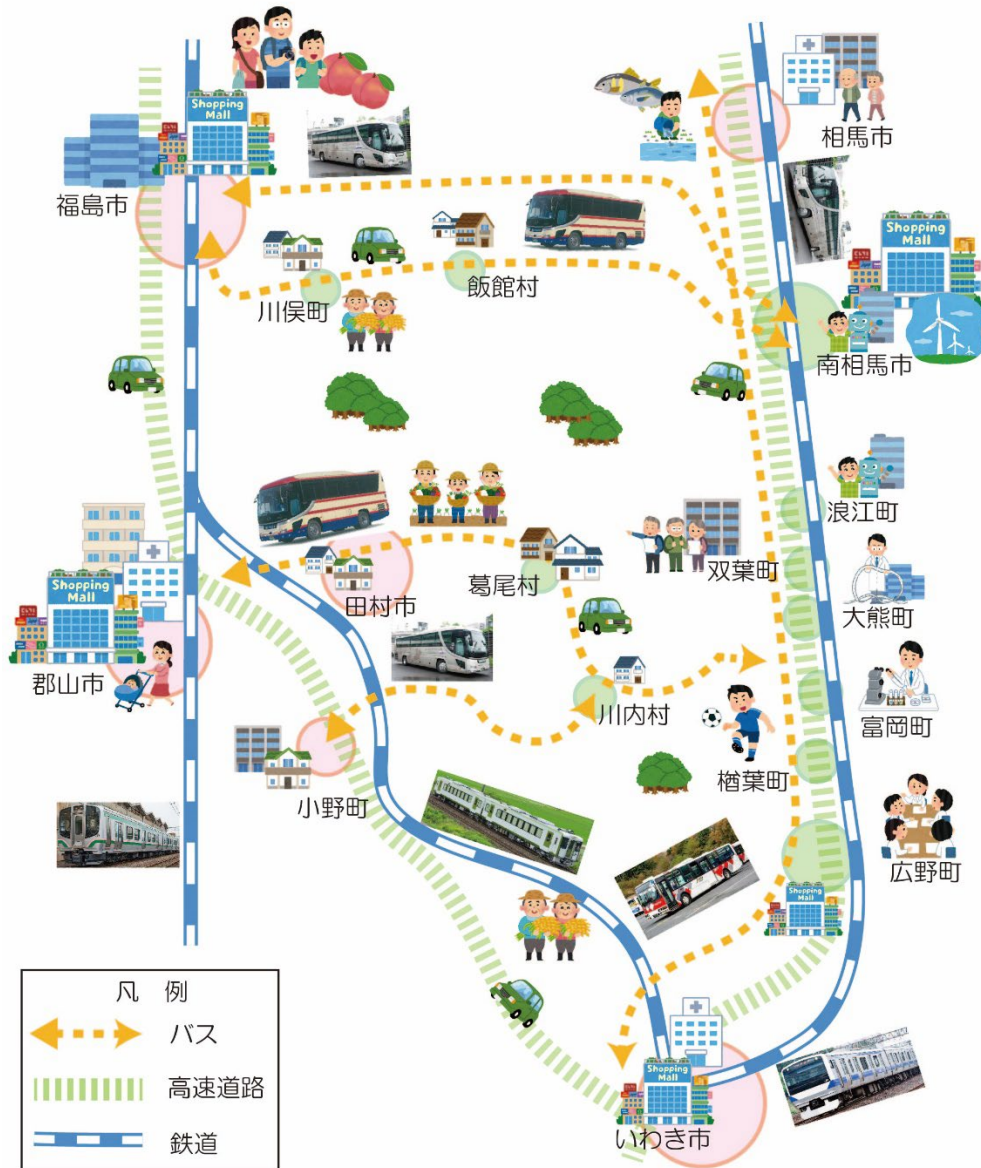 Shopping
Mall
福島市
相馬市
Shopping
Mall
川俣町
飯舘村
南相馬市
浪江町
双葉町
大熊町
Shopping
Mall
田村市
葛尾村
郡山市
川内村
富岡町
小野町
楢葉町
広野町
Shopping
Mall
凡 例
バス
高速道路
鉄道
Shopping
Mall
いわき市